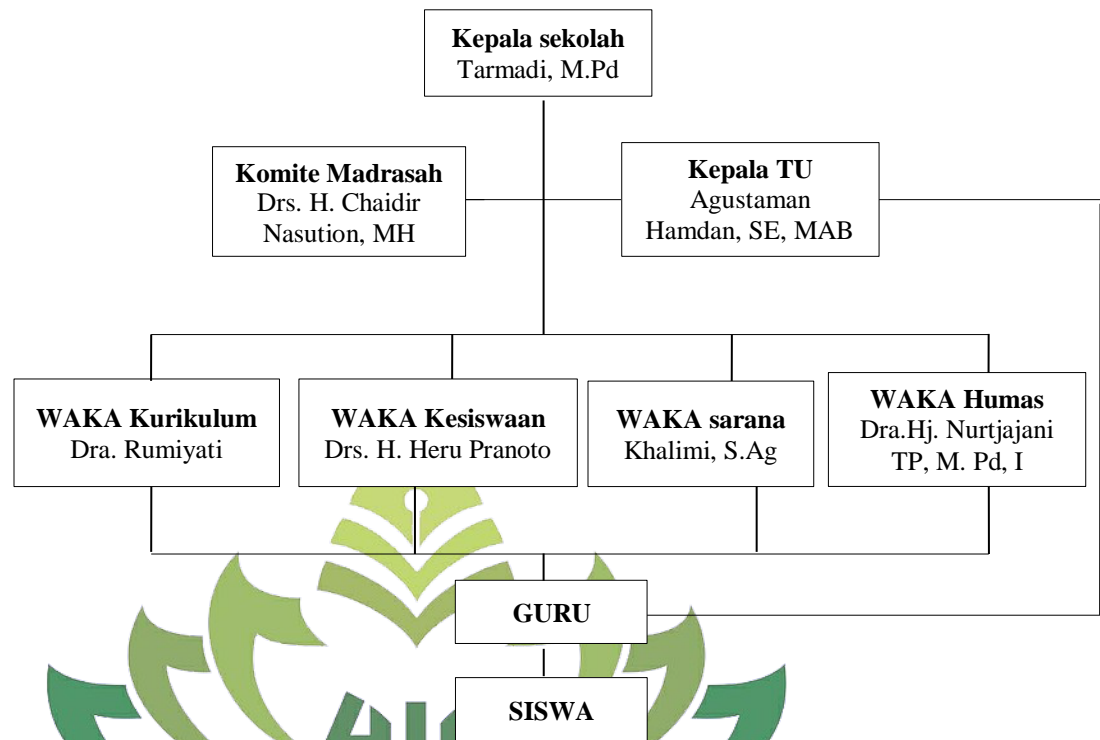 Kepala sekolah
Tarmadi, M.Pd
Komite Madrasah
Drs. H. Chaidir
Nasution, MH
Kepala TU
Agustaman
Hamdan, SE, MAB
WAKA Kurikulum
Dra. Rumiyati
WAKA Kesiswaan
Drs. H. Heru Pranoto
WAKA sarana
Khalimi, S.Ag
WAKA Humas
Dra.Hj. Nurtjajani
TP, M. Pd, I
GURU
SISWA